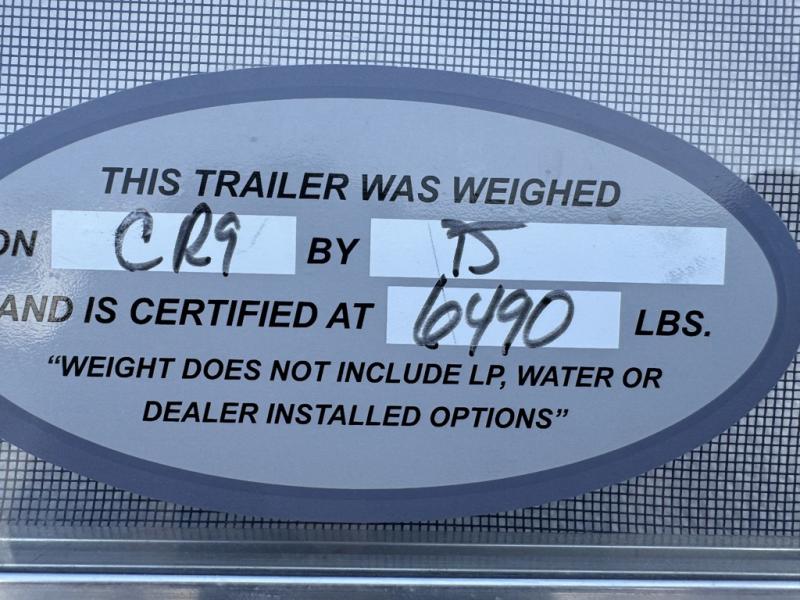 THIS TRAILER WAS WEIGHED
ON CR9 BY TJ
AND IS CERTIFIED AT 6490 LBS.
“WEIGHT DOES NOT INCLUDE LP, WATER OR
DEALER INSTALLED OPTIONS”